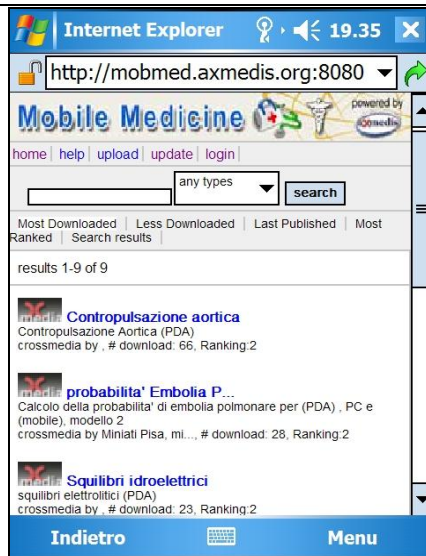 Internet Explorer 19.35
http://mobmed.axmedis.org:8080
Mobile Medicine powered by axmedis
home | help | upload | update | login |
any types search
Most Downloaded | Less Downloaded | Last Published | Most
Ranked | Search results |
results 1-9 of 9
X media Contropulsazione aortica
Contropulsazione Aortica (PDA)
crossmedia by , # download: 66, Ranking:2
X media probabilita' Embolia P...
Calcolo della probabilita' di embolia polmonare per (PDA) , PC e
(mobile), modello 2
crossmedia by Miniati Pisa, mi..., # download: 28, Ranking:2
X media Squilibri idroelettrici
squilibri elettrolitici (PDA)
crossmedia by , # download: 23, Ranking:2
Indietro Menu